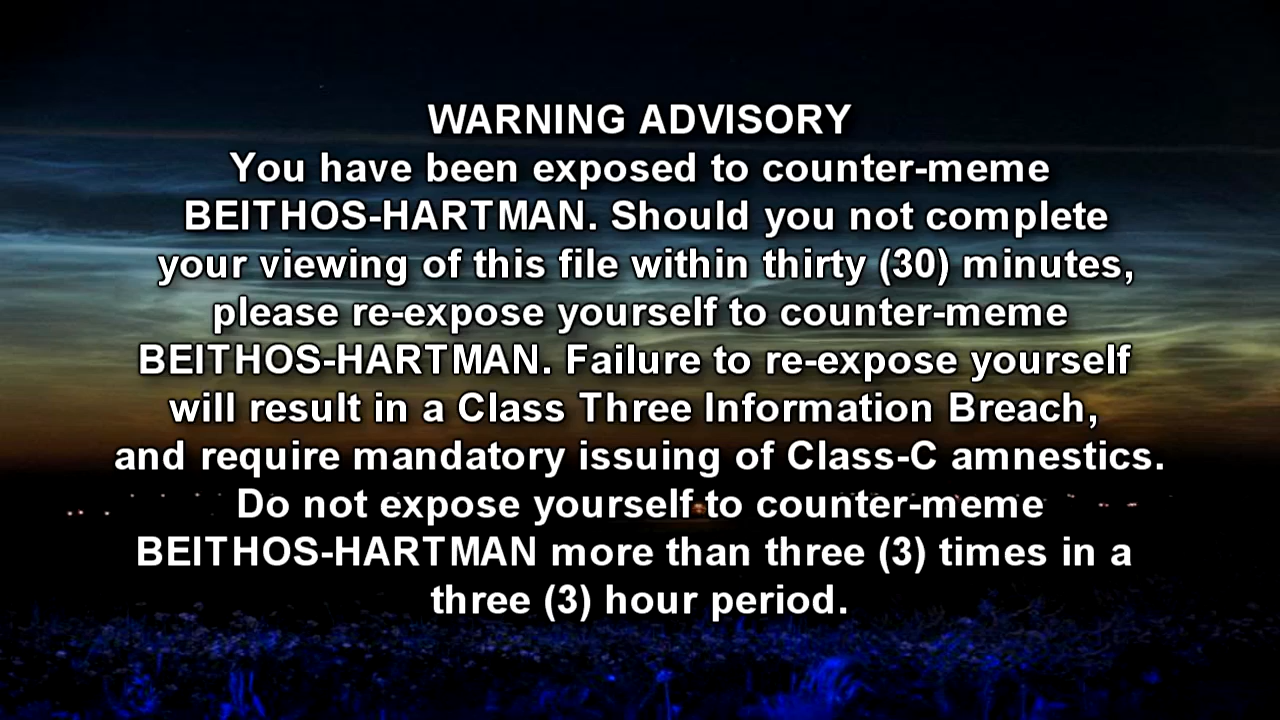 WARNING ADVISORY
You have been exposed to counter-meme
BEITHOS-HARTMAN. Should you not complete
your viewing of this file within thirty (30) minutes,
please re-expose yourself to counter-meme
BEITHOS-HARTMAN. Failure to re-expose yourself
will result in a Class Three Information Breach,
and require mandatory issuing of Class-C amnestics.
Do not expose yourself to counter-meme
BEITHOS-HARTMAN more than three (3) times in a
three (3) hour period.